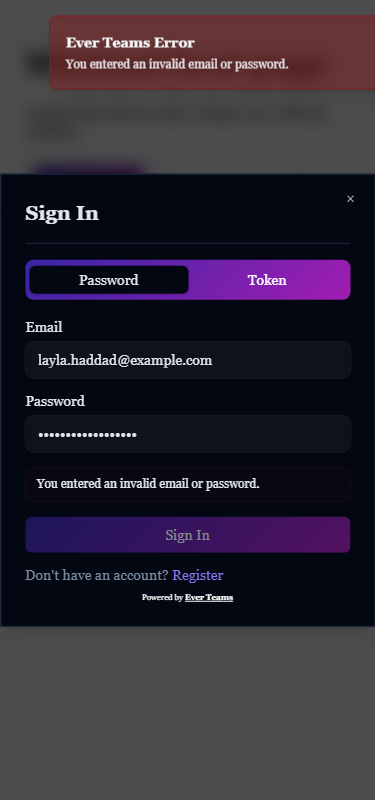 Ever Teams Error
You entered an invalid email or password.
×
Sign In
Password Token
Email
layla.haddad@example.com
Password
••••••••••••••••••
You entered an invalid email or password.
Sign In
Don't have an account? Register
Powered by Ever Teams